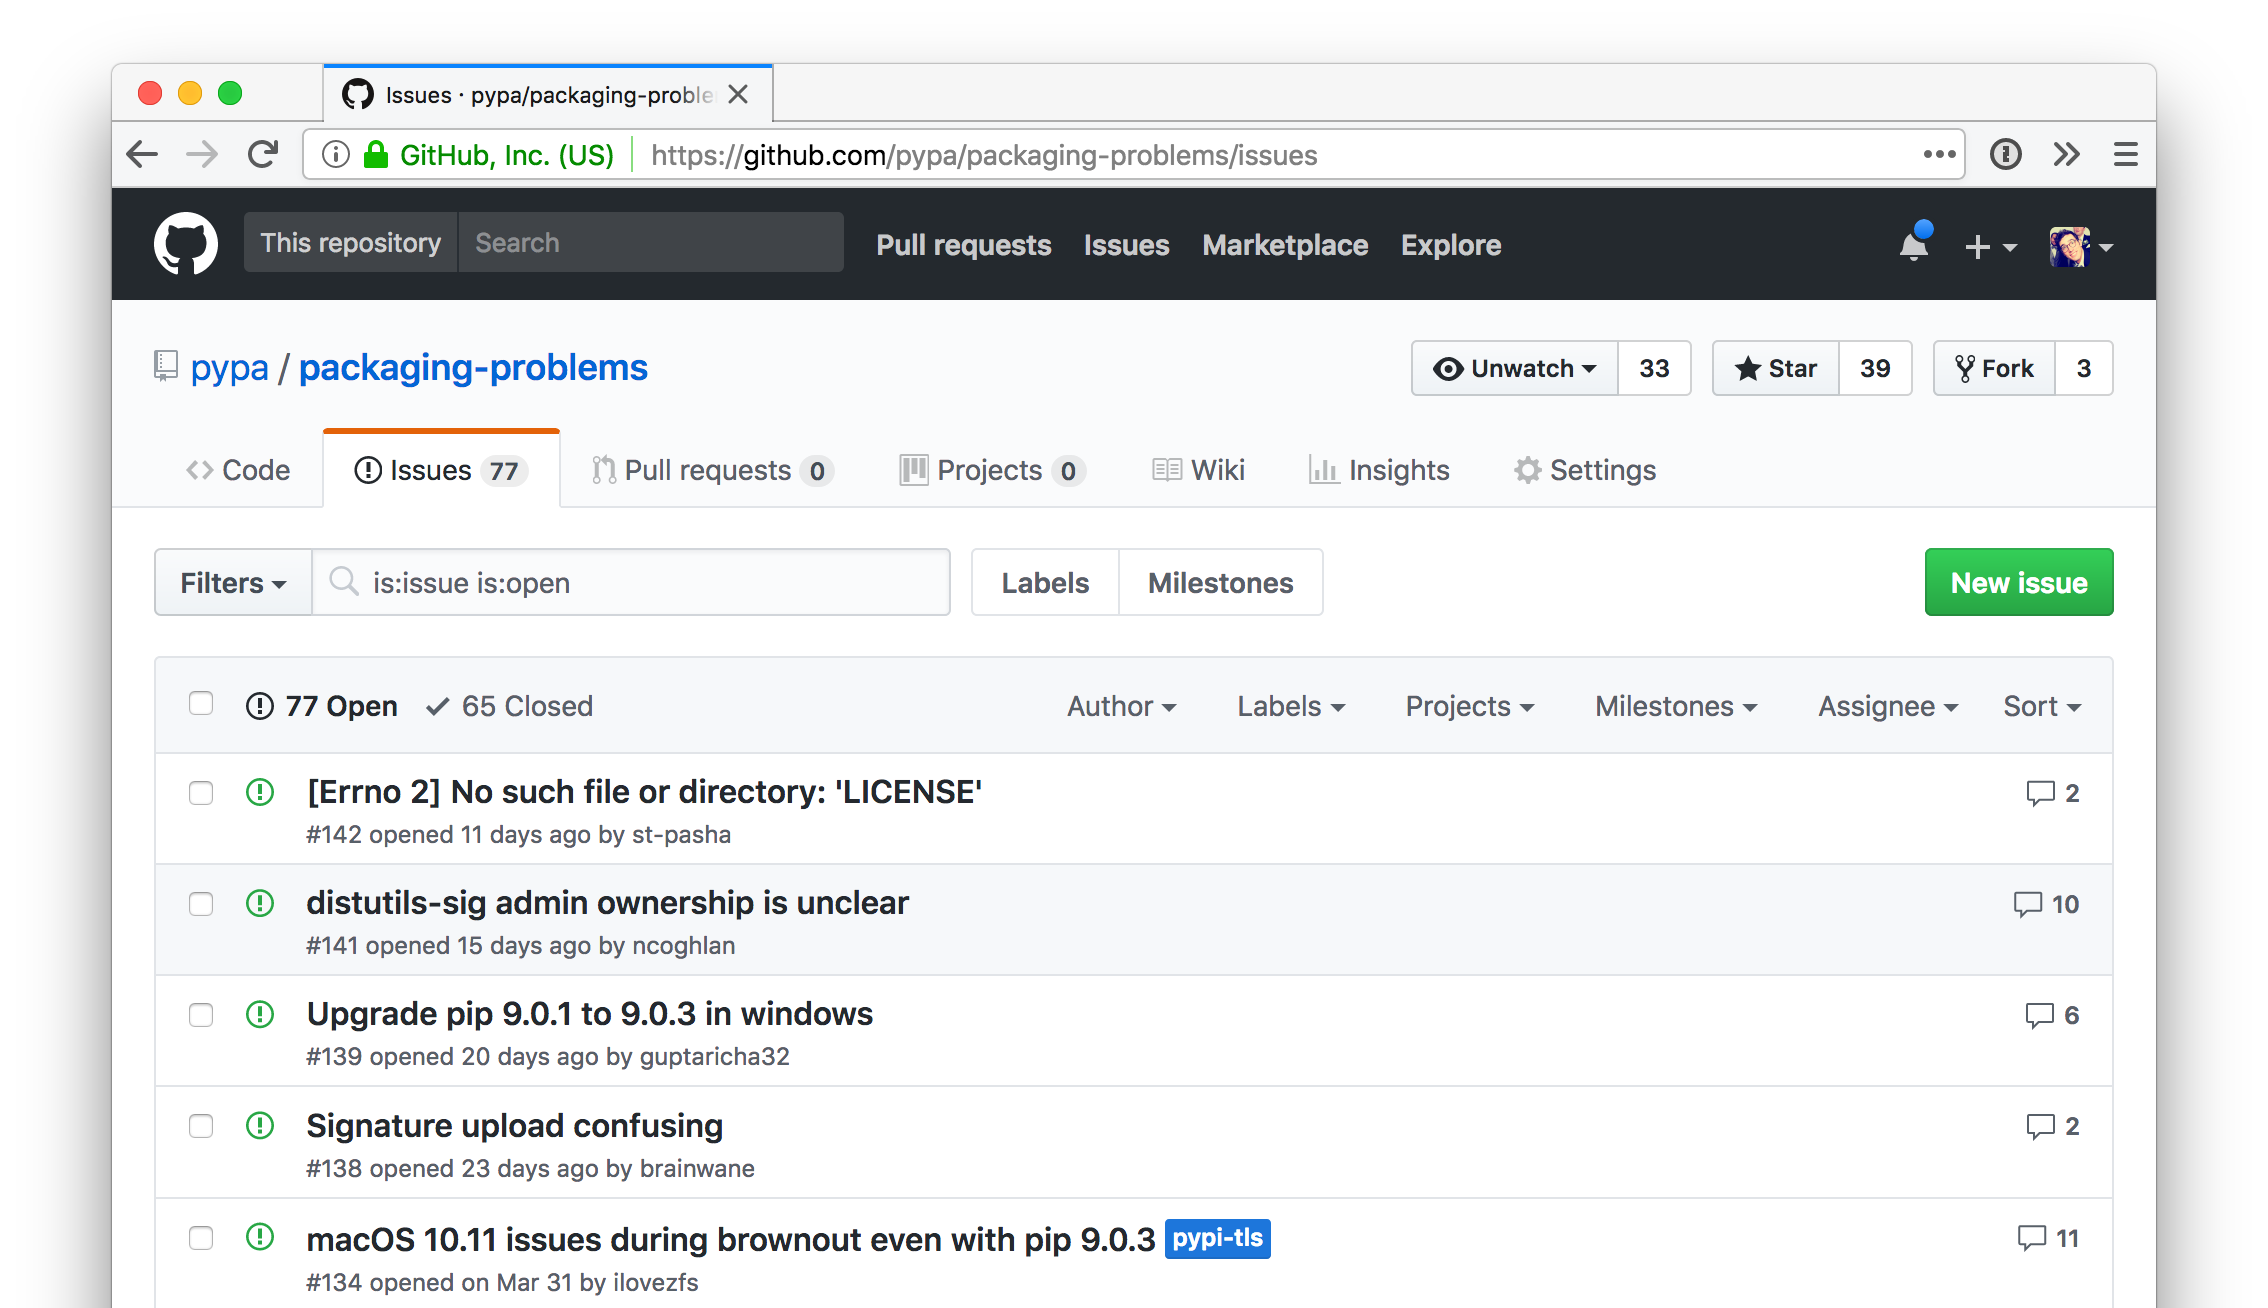 Issues · pypa/packaging-proble
GitHub, Inc. (US) https://github.com/pypa/packaging-problems/issues
This repository Search Pull requests Issues Marketplace Explore
pypa / packaging-problems Unwatch 33 Star 39 Fork 3
Code Issues 77 Pull requests 0 Projects 0 Wiki Insights Settings
Filters is:issue is:open Labels Milestones New issue
77 Open 65 Closed Author Labels Projects Milestones Assignee Sort
[Errno 2] No such file or directory: 'LICENSE' 2
#142 opened 11 days ago by st-pasha
distutils-sig admin ownership is unclear 10
#141 opened 15 days ago by ncoghlan
Upgrade pip 9.0.1 to 9.0.3 in windows 6
#139 opened 20 days ago by guptaricha32
Signature upload confusing 2
#138 opened 23 days ago by brainwane
macOS 10.11 issues during brownout even with pip 9.0.3 pypi-tls 11
#134 opened on Mar 31 by ilovezfs